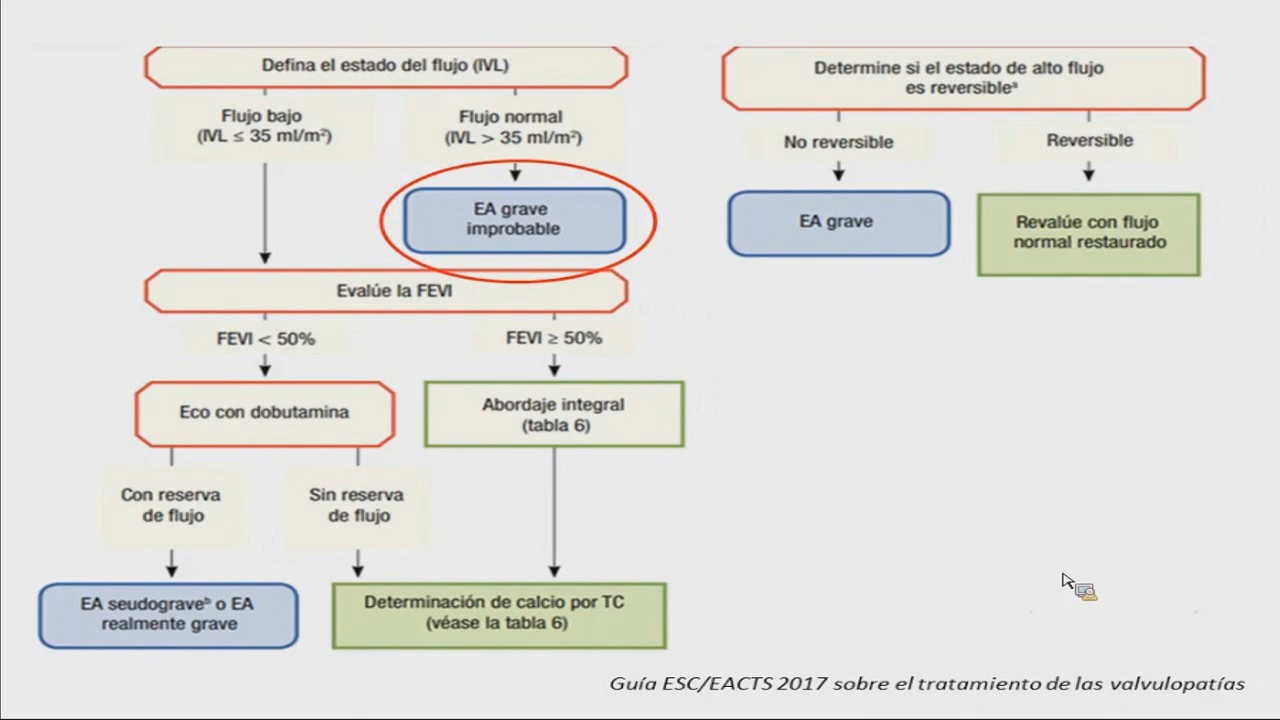 Defina el estado del flujo (IVL)
Flujo bajo
(IVL ≤ 35 ml/m²)
Flujo normal
(IVL > 35 ml/m²)
EA grave
improbable
Evalúe la FEVI
FEVI < 50%
FEVI ≥ 50%
Eco con dobutamina
Abordaje integral
(tabla 6)
Con reserva
de flujo
Sin reserva
de flujo
EA seudograveᵇ o EA
realmente grave
Determinación de calcio por TC
(véase la tabla 6)
Determine si el estado de alto flujo
es reversibleᵃ
No reversible
Reversible
EA grave
Revalúe con flujo
normal restaurado
Guía ESC/EACTS 2017 sobre el tratamiento de las valvulopatías